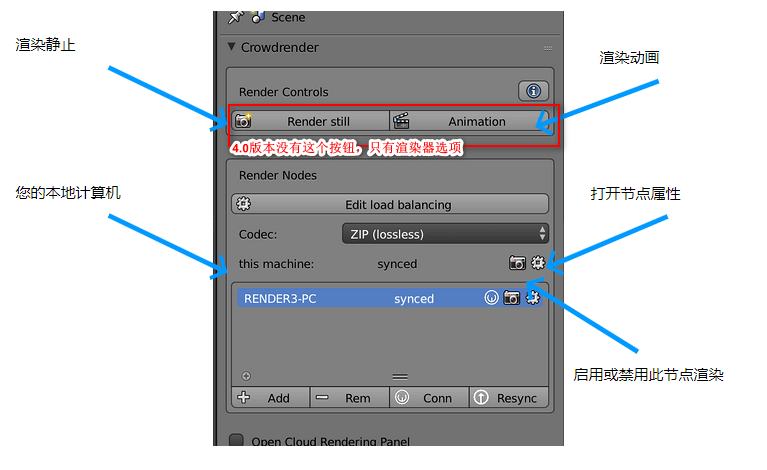 Scene
渲染静止
Crowdrender
渲染动画
Render Controls
Render still
Animation
4.0版本没有这个按钮，只有渲染器选项
Render Nodes
您的本地计算机
Edit load balancing
打开节点属性
Codec:
ZIP (lossless)
this machine:
synced
RENDER3-PC
synced
启用或禁用此节点渲染
Add
Rem
Conn
Resync
Open Cloud Rendering Panel